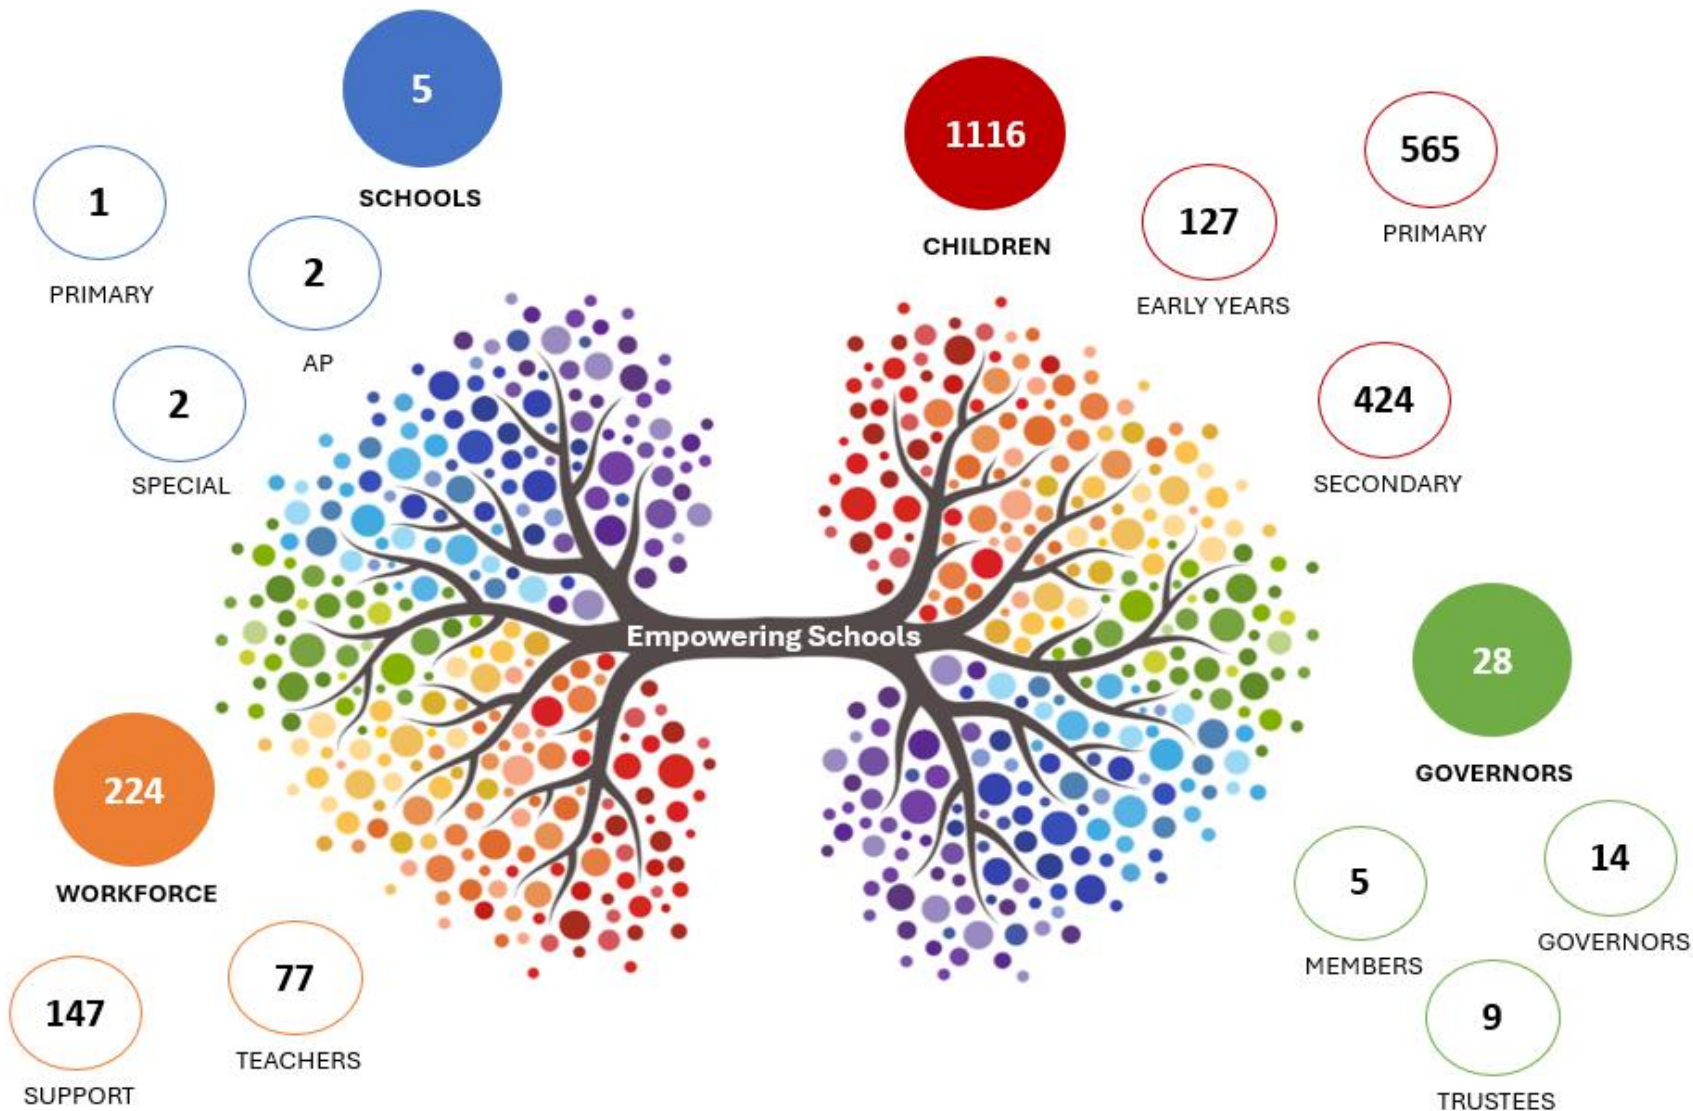 5
SCHOOLS
1
PRIMARY
2
AP
2
SPECIAL
1116
CHILDREN
127
EARLY YEARS
565
PRIMARY
424
SECONDARY
Empowering Schools
224
WORKFORCE
147
SUPPORT
77
TEACHERS
28
GOVERNORS
5
MEMBERS
14
GOVERNORS
9
TRUSTEES